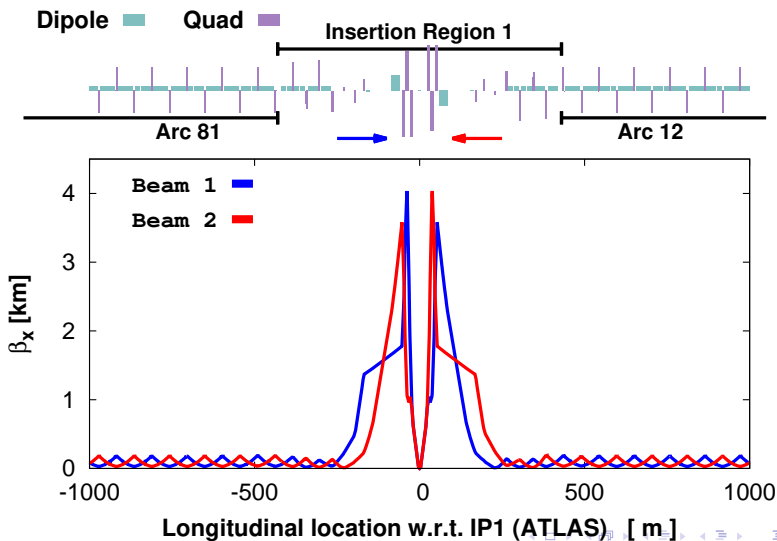 Dipole Quad
Insertion Region 1
Arc 81 Arc 12
Beam 1
Beam 2
4
3
2
1
0
βx [km]
-1000 -500 0 500 1000
Longitudinal location w.r.t. IP1 (ATLAS) [ m ]